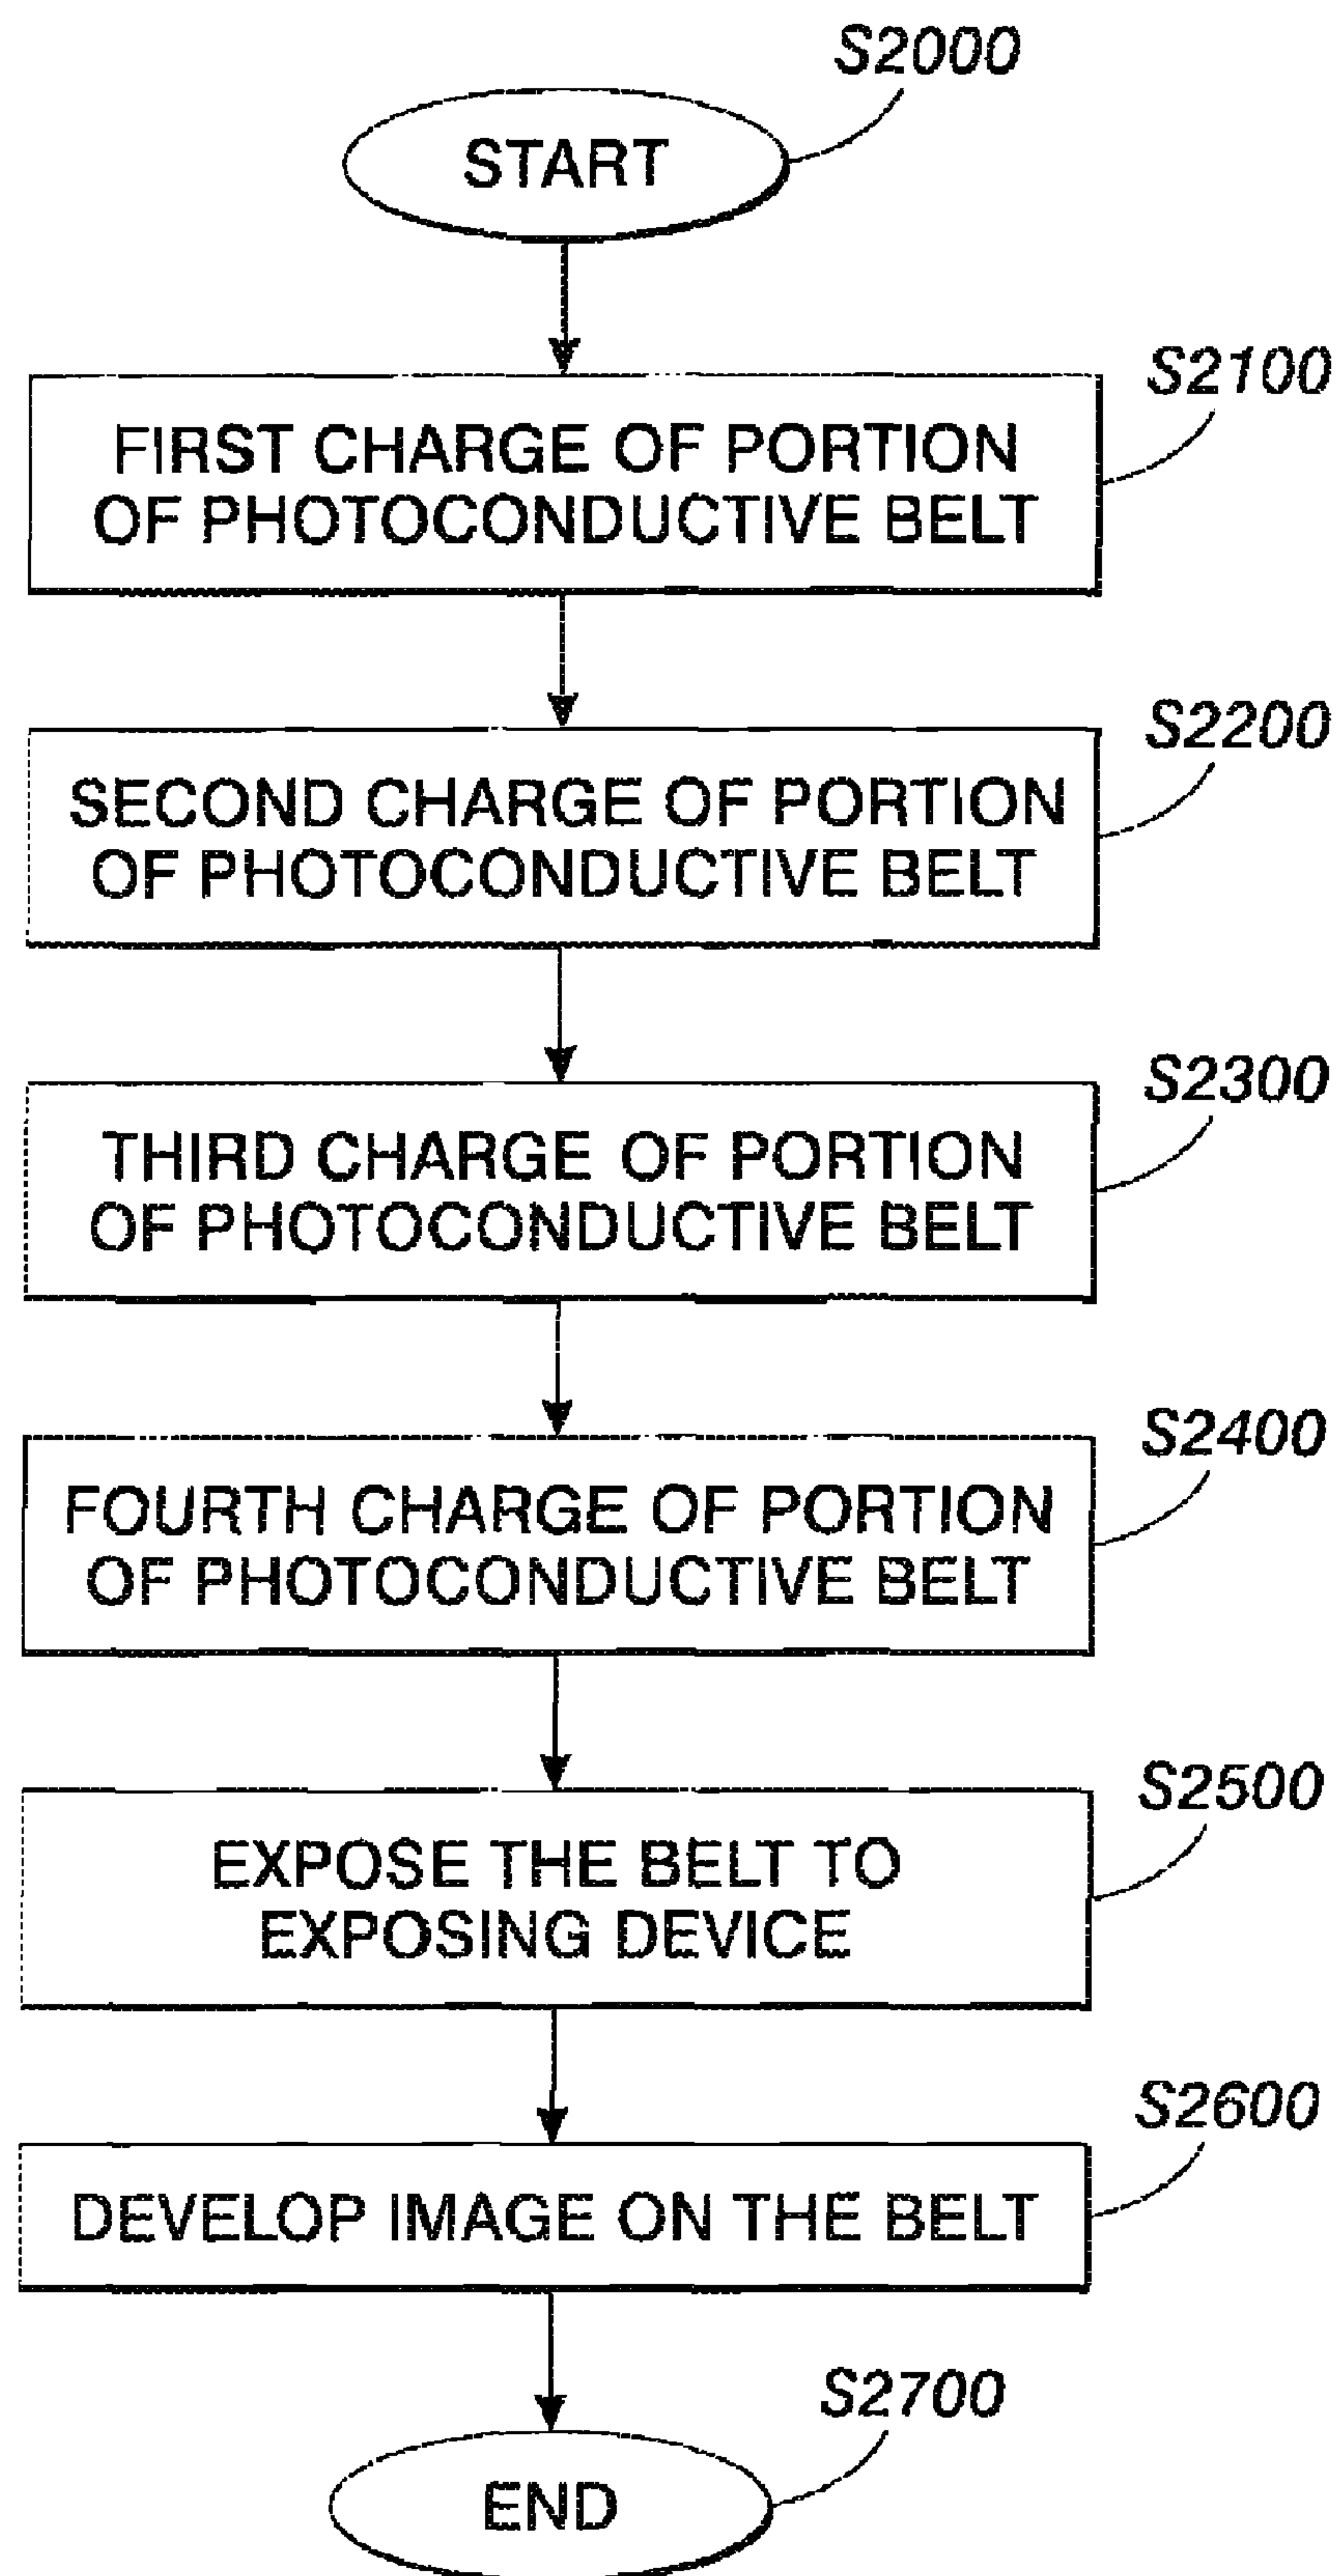 S2000
START
S2100
FIRST CHARGE OF PORTION
OF PHOTOCONDUCTIVE BELT
S2200
SECOND CHARGE OF PORTION
OF PHOTOCONDUCTIVE BELT
S2300
THIRD CHARGE OF PORTION
OF PHOTOCONDUCTIVE BELT
S2400
FOURTH CHARGE OF PORTION
OF PHOTOCONDUCTIVE BELT
S2500
EXPOSE THE BELT TO
EXPOSING DEVICE
S2600
DEVELOP IMAGE ON THE BELT
S2700
END